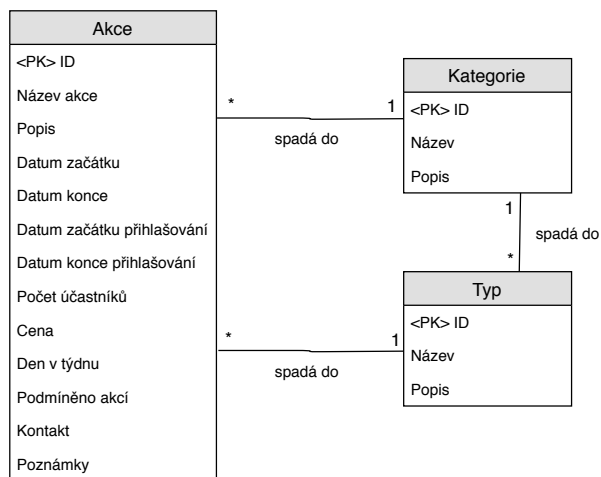 Akce
<PK> ID
Název akce
Popis
Datum začátku
Datum konce
Datum začátku přihlašování
Datum konce přihlašování
Počet účastníků
Cena
Den v týdnu
Podmíněno akcí
Kontakt
Poznámky
* 1
spadá do
Kategorie
<PK> ID
Název
Popis
1
spadá do
*
Typ
<PK> ID
Název
Popis
* 1
spadá do